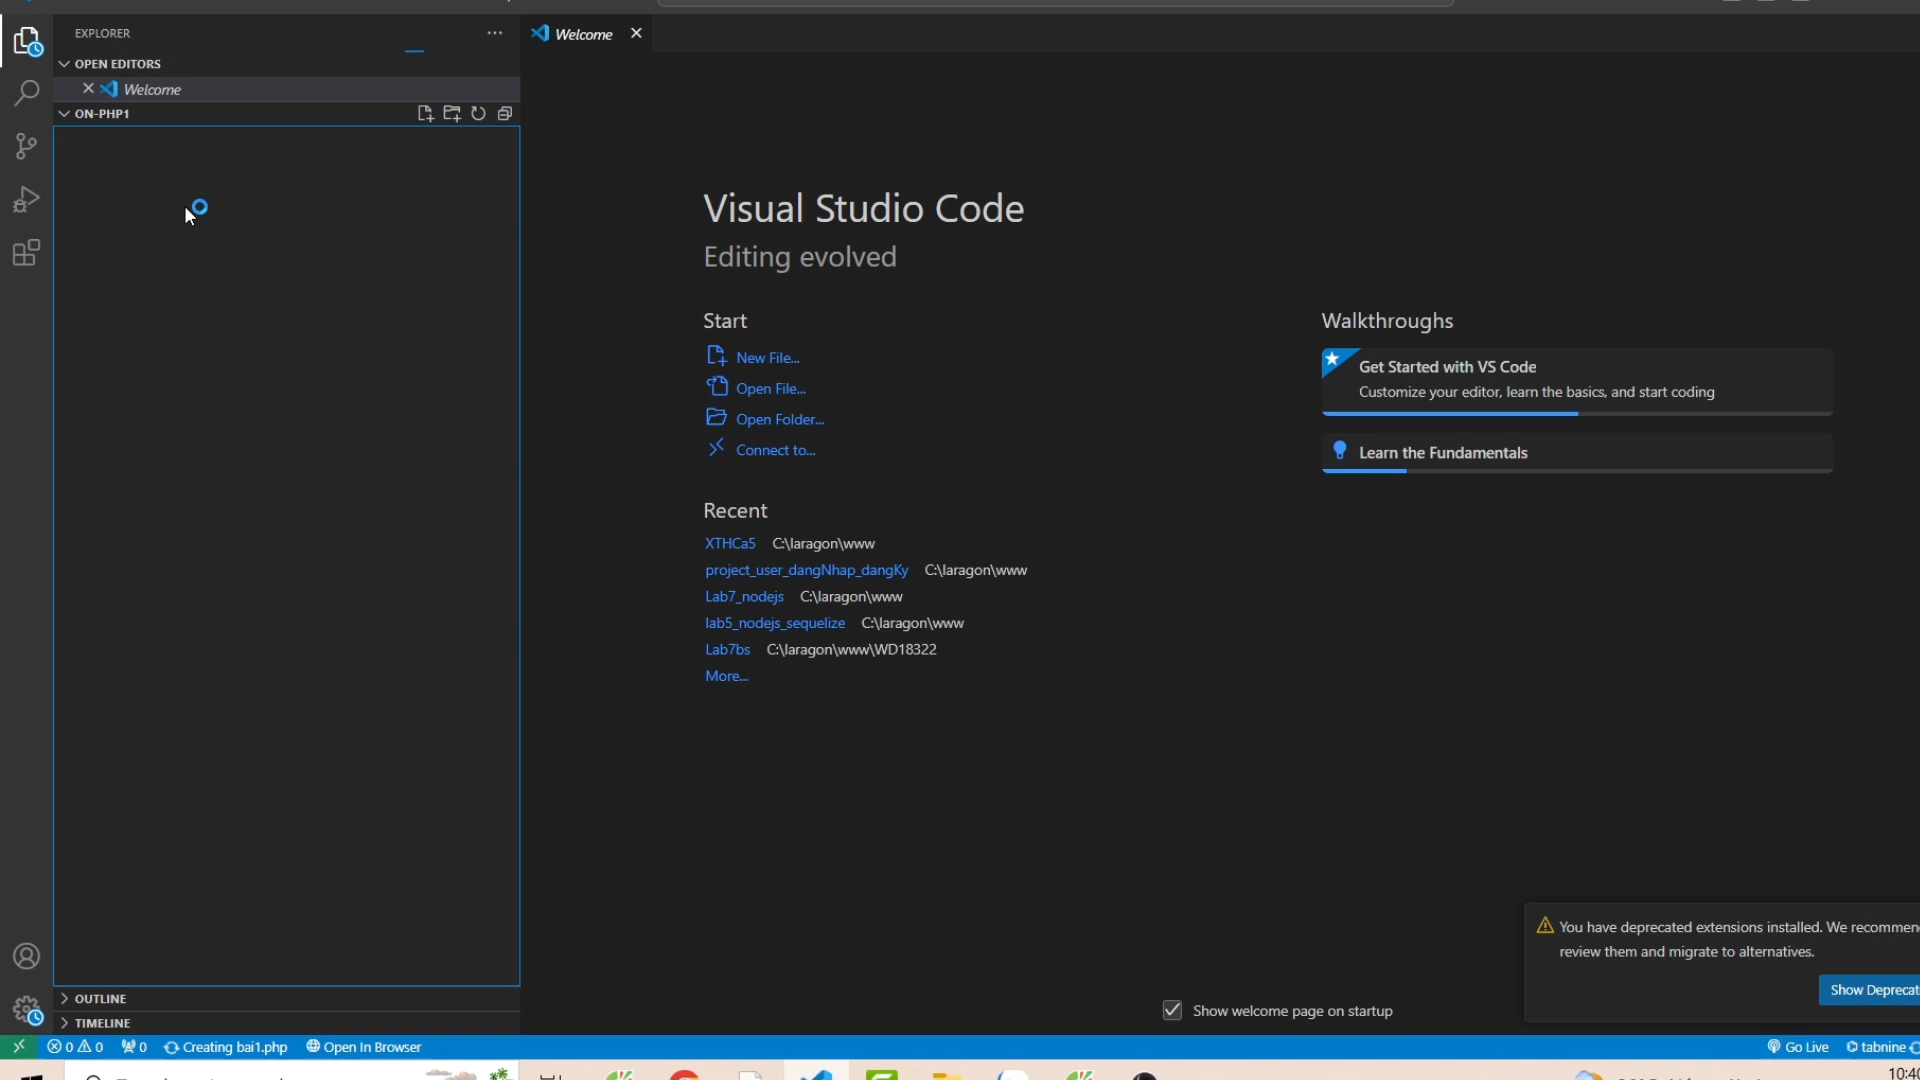 EXPLORER
Welcome
OPEN EDITORS
Welcome
ON-PHP1
Visual Studio Code
Editing evolved
Start
New File...
Open File...
Open Folder...
Connect to...
Recent
XTHCa5 C:\laragon\www
project_user_dangNhap_dangKy C:\laragon\www
Lab7_nodejs C:\laragon\www
lab5_nodejs_sequelize C:\laragon\www
Lab7bs C:\laragon\www\WD18322
More...
Walkthroughs
Get Started with VS Code
Customize your editor, learn the basics, and start coding
Learn the Fundamentals
You have deprecated extensions installed. We recommen
review them and migrate to alternatives.
Show Deprecat
Show welcome page on startup
OUTLINE
TIMELINE
0 0 0 Creating bai1.php Open In Browser
Go Live tabnine
10:40